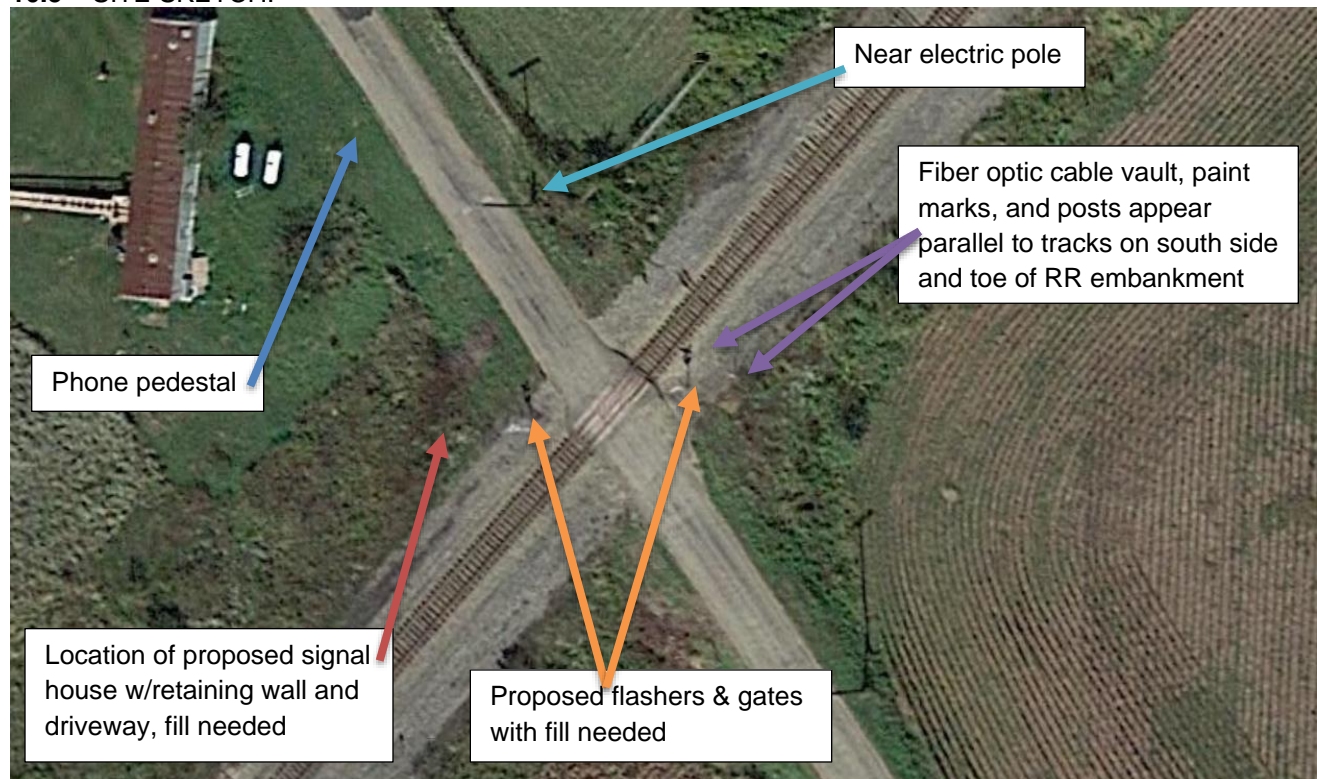 Near electric pole
Fiber optic cable vault, paint
marks, and posts appear
parallel to tracks on south side
and toe of RR embankment
Phone pedestal
Location of proposed signal
house w/retaining wall and
driveway, fill needed
Proposed flashers & gates
with fill needed